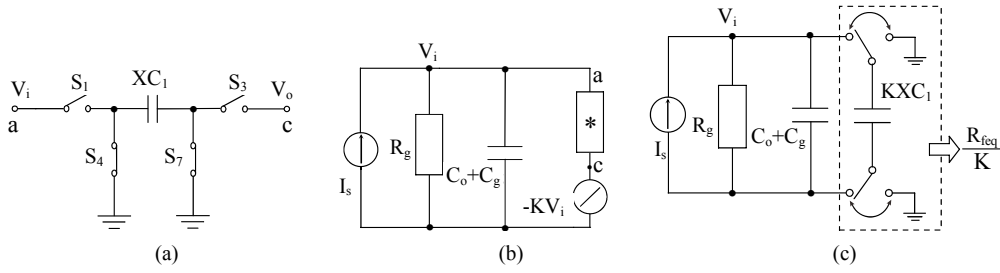 V_i
S_1
XC_1
S_3
V_o
a
c
S_4
S_7
(a)
V_i
I_s
R_g
C_o+C_g
a
*
c
-KV_i
(b)
V_i
I_s
R_g
C_o+C_g
KXC_1
R_feq
K
(c)